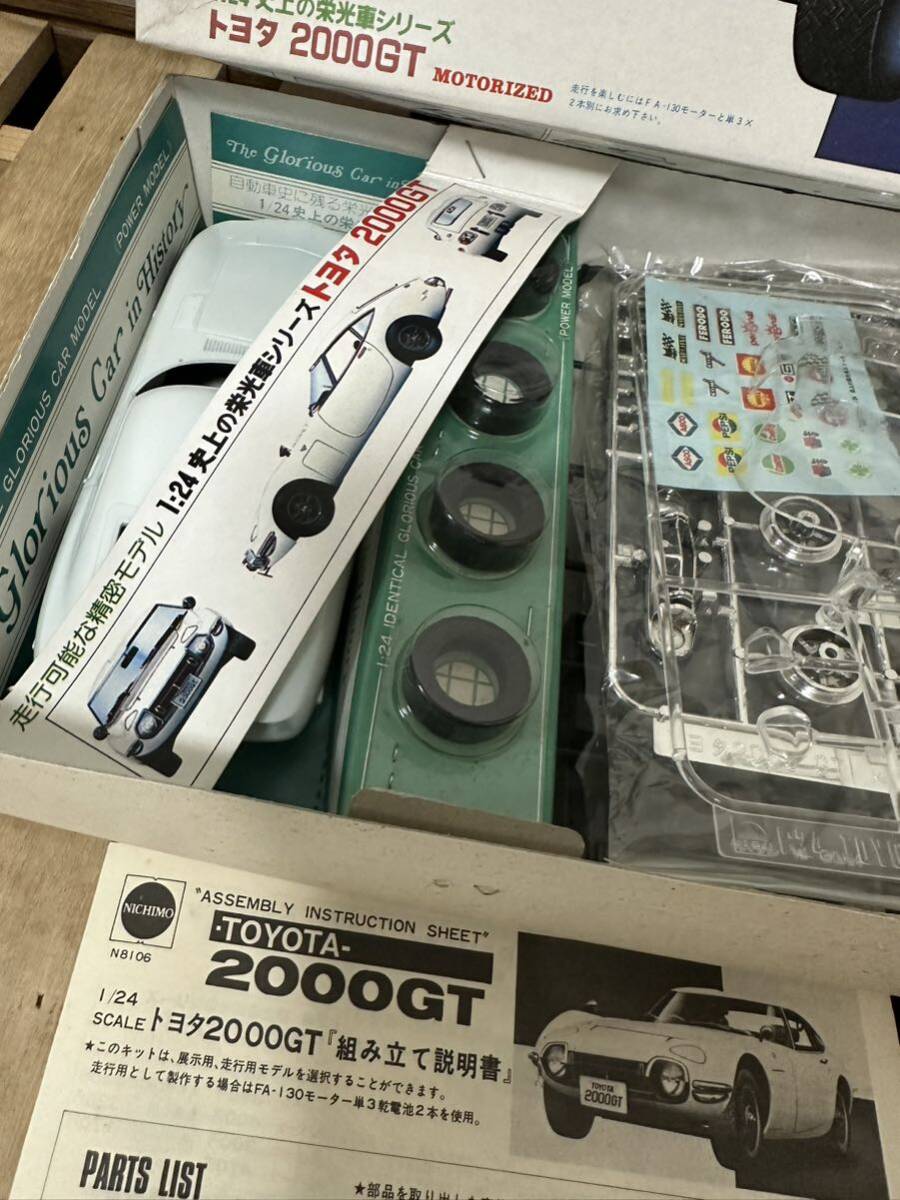 1:24 史上の栄光車シリーズ
トヨタ 2000GT MOTORIZED
走行を楽しむにはFA-130モーターと単3×
2本別にお求め下さい。
The Glorious Car in
自動車史に残る栄光
1/24 史上の栄
(POWER MODEL)
GLORIOUS CAR MODEL
Glorious Car in History
走行可能な精密モデル 1:24 史上の栄光車シリーズ トヨタ 2000GT
(POWER MODEL)
1:24 IDENTICAL GLORIOUS CA
FERODO
FERODO
PEPSI
PEPSI
NICHIMO
N8106
"ASSEMBLY INSTRUCTION SHEET"
-TOYOTA-
2000GT
1/24
SCALE トヨタ2000GT『組み立て説明書』
★このキットは、展示用、走行用モデルを選択することができます。
走行用として製作する場合はFA-130モーター単3乾電池2本を使用。
TOYOTA
2000GT
PARTS LIST
★部品を取り出した